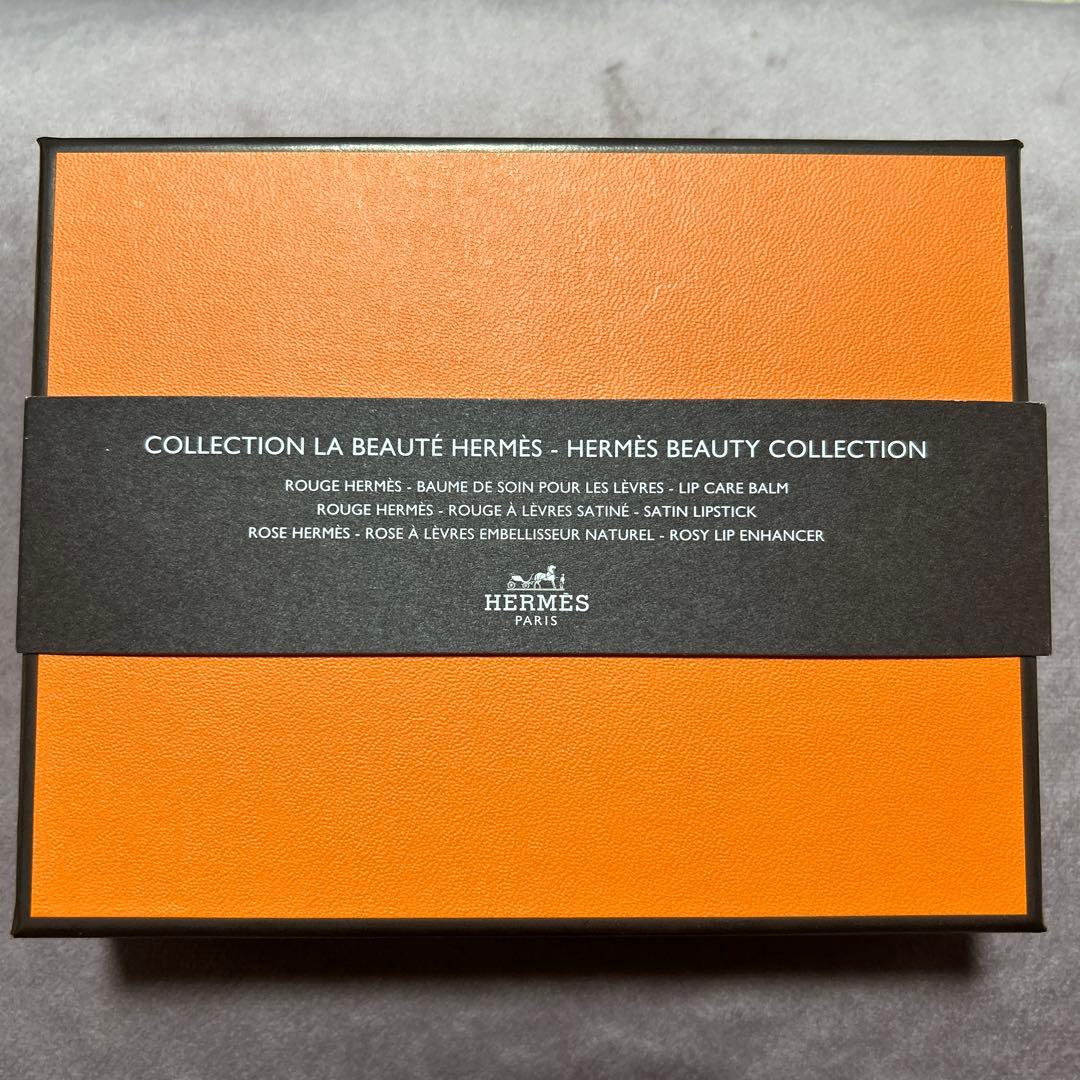 COLLECTION LA BEAUTÉ HERMÈS - HERMÈS BEAUTY COLLECTION
ROUGE HERMÈS - BAUME DE SOIN POUR LES LÈVRES - LIP CARE BALM
ROUGE HERMÈS - ROUGE À LÈVRES SATINÉ - SATIN LIPSTICK
ROSE HERMÈS - ROSE À LÈVRES EMBELLISSEUR NATUREL - ROSY LIP ENHANCER
HERMÈS
PARIS